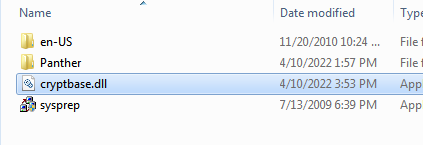 Name Date modified Type
en-US 11/20/2010 10:24 ... File f
Panther 4/10/2022 1:57 PM File f
cryptbase.dll 4/10/2022 3:53 PM App
sysprep 7/13/2009 6:39 PM App